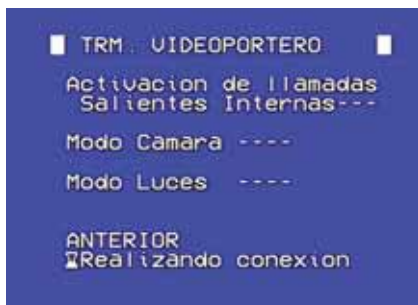 TRM. VIDEOPORTERO
Activacion de llamadas
Salientes Internas---
Modo Camara ----
Modo Luces ----
ANTERIOR
Realizando conexion